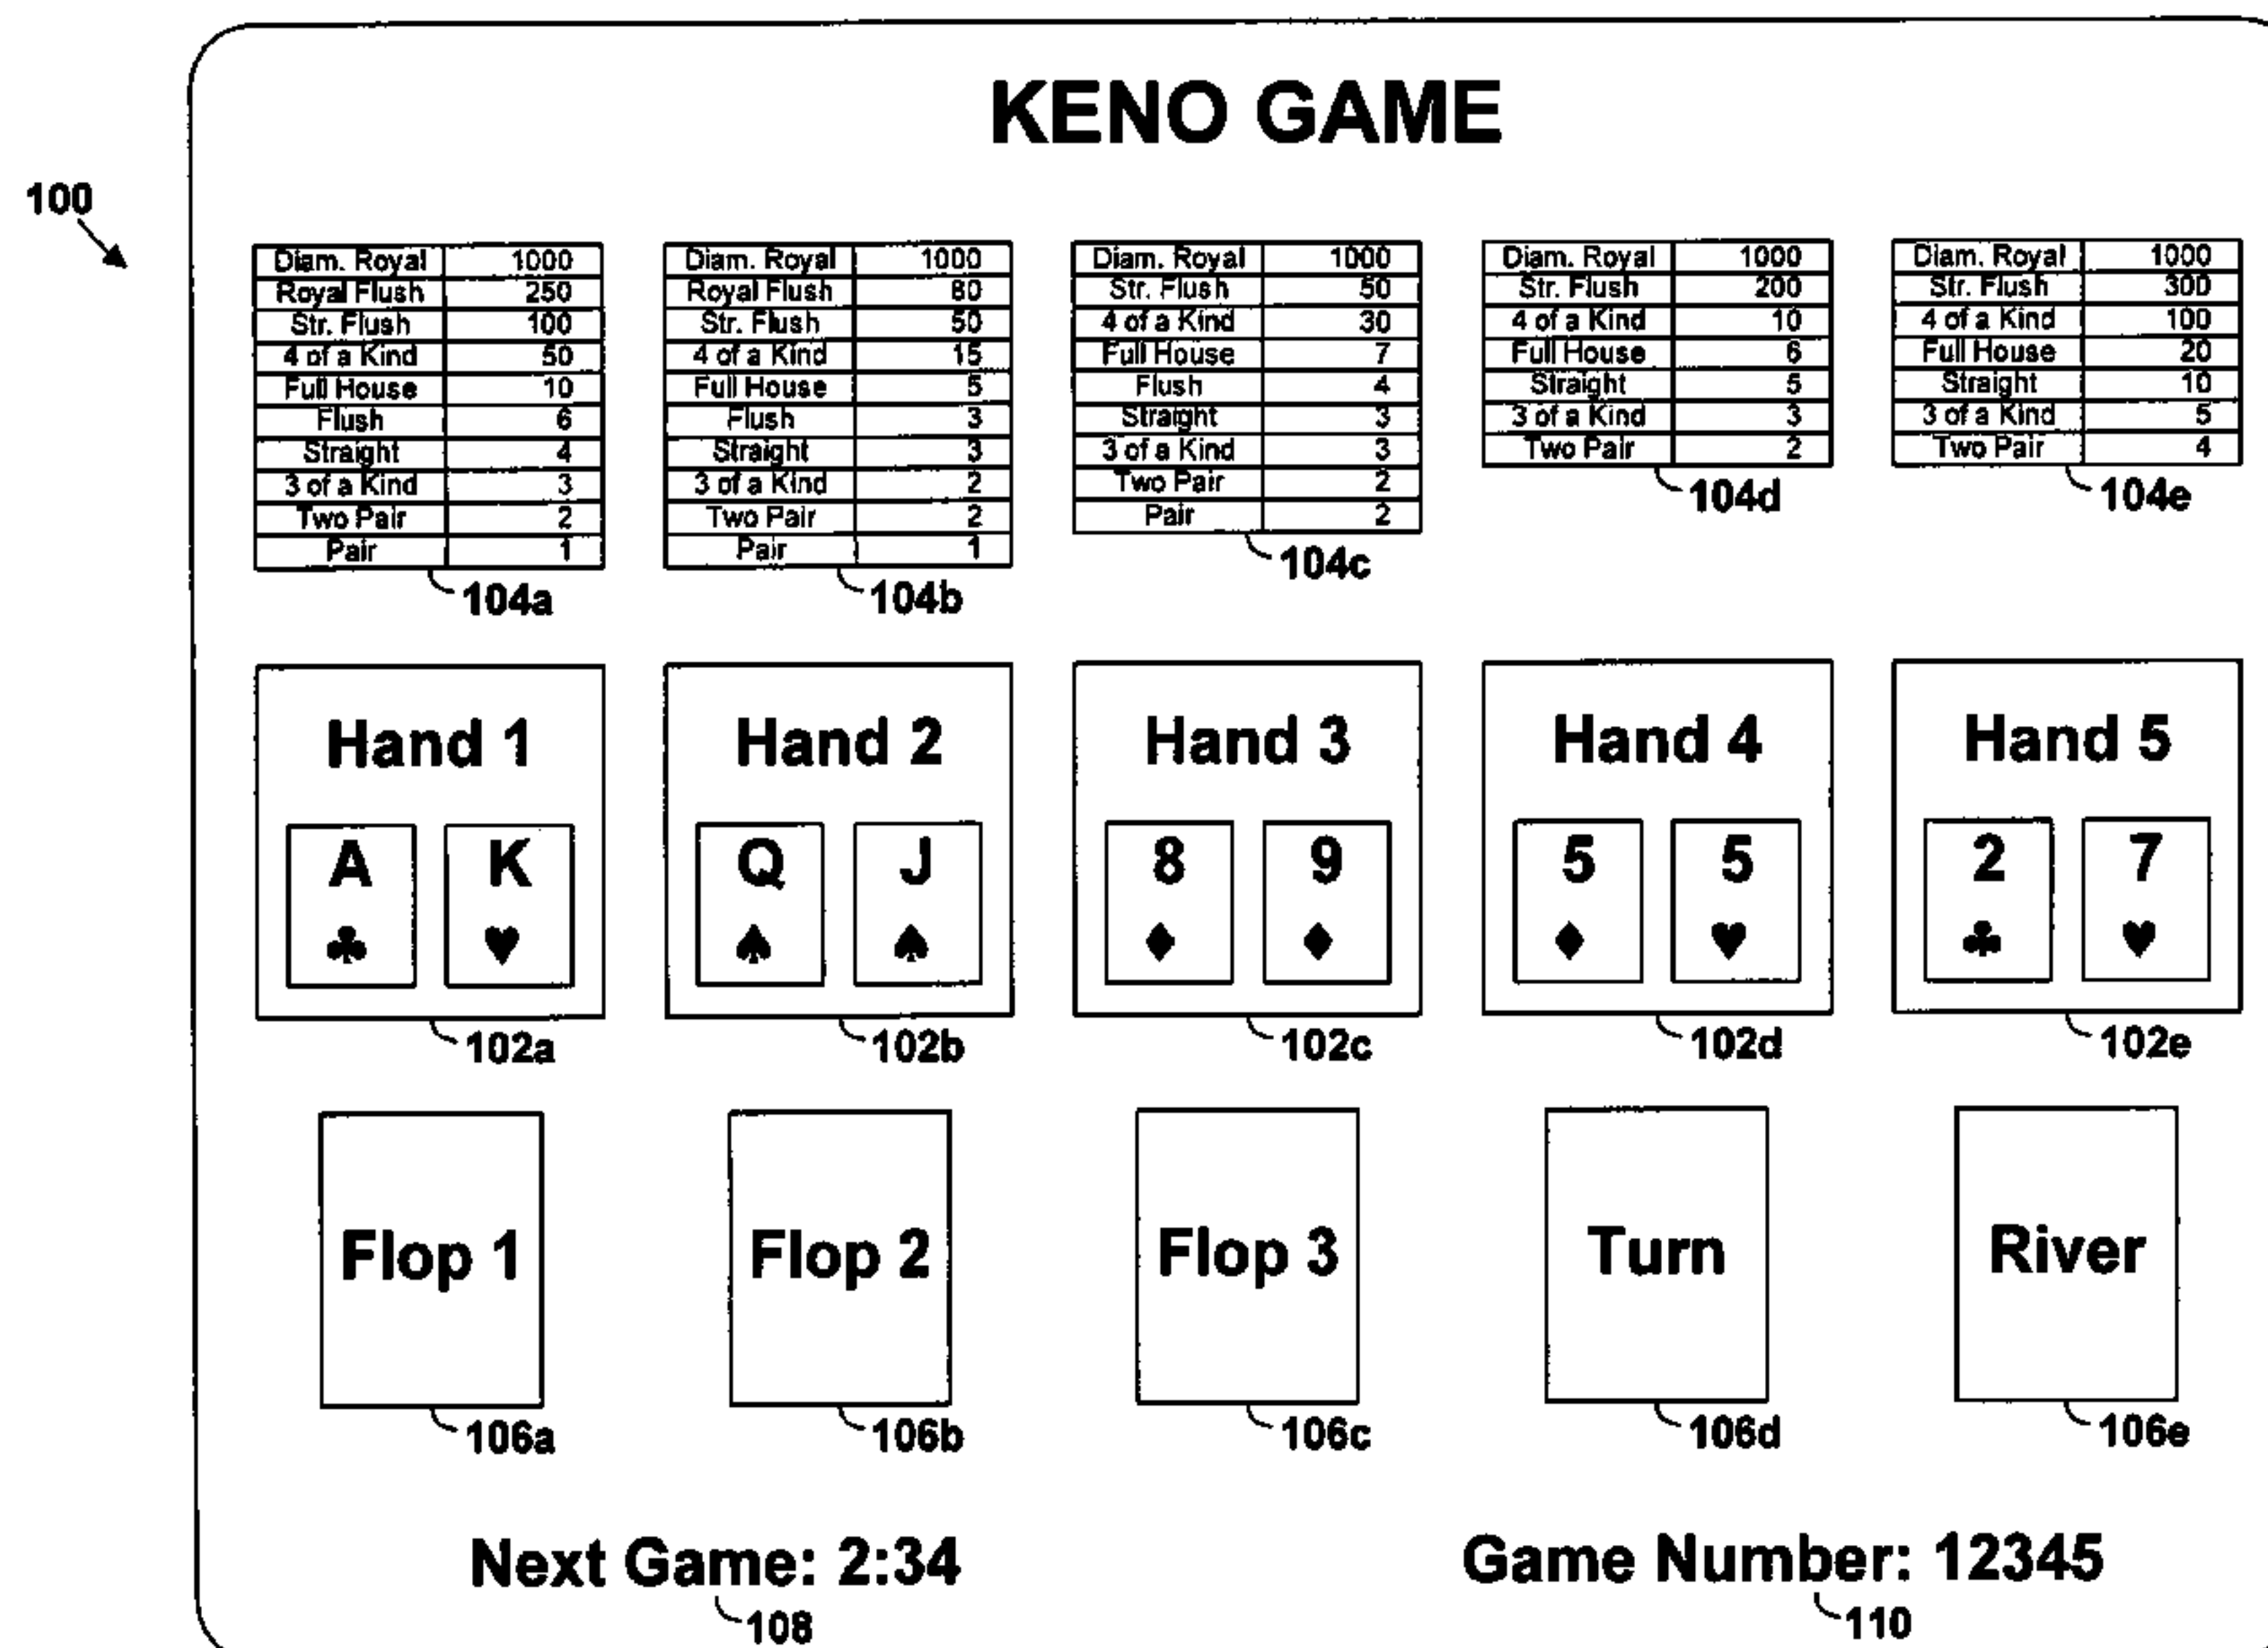 KENO GAME
100
Diam. Royal 1000
Royal Flush 250
Str. Flush 100
4 of a Kind 50
Full House 10
Flush 6
Straight 4
3 of a Kind 3
Two Pair 2
Pair 1
104a
Diam. Royal 1000
Royal Flush 80
Str. Flush 50
4 of a Kind 15
Full House 5
Flush 3
Straight 3
3 of a Kind 2
Two Pair 2
Pair 1
104b
Diam. Royal 1000
Str. Flush 50
4 of a Kind 30
Full House 7
Flush 4
Straight 3
3 of a Kind 3
Two Pair 2
Pair 2
104c
Diam. Royal 1000
Str. Flush 200
4 of a Kind 10
Full House 6
Straight 5
3 of a Kind 3
Two Pair 2
104d
Diam. Royal 1000
Str. Flush 300
4 of a Kind 100
Full House 20
Straight 10
3 of a Kind 5
Two Pair 4
104e
Hand 1
A♣ K♥
102a
Hand 2
Q♠ J♠
102b
Hand 3
8♦ 9♦
102c
Hand 4
5♦ 5♥
102d
Hand 5
2♣ 7♥
102e
Flop 1
106a
Flop 2
106b
Flop 3
106c
Turn
106d
River
106e
Next Game: 2:34
108
Game Number: 12345
110